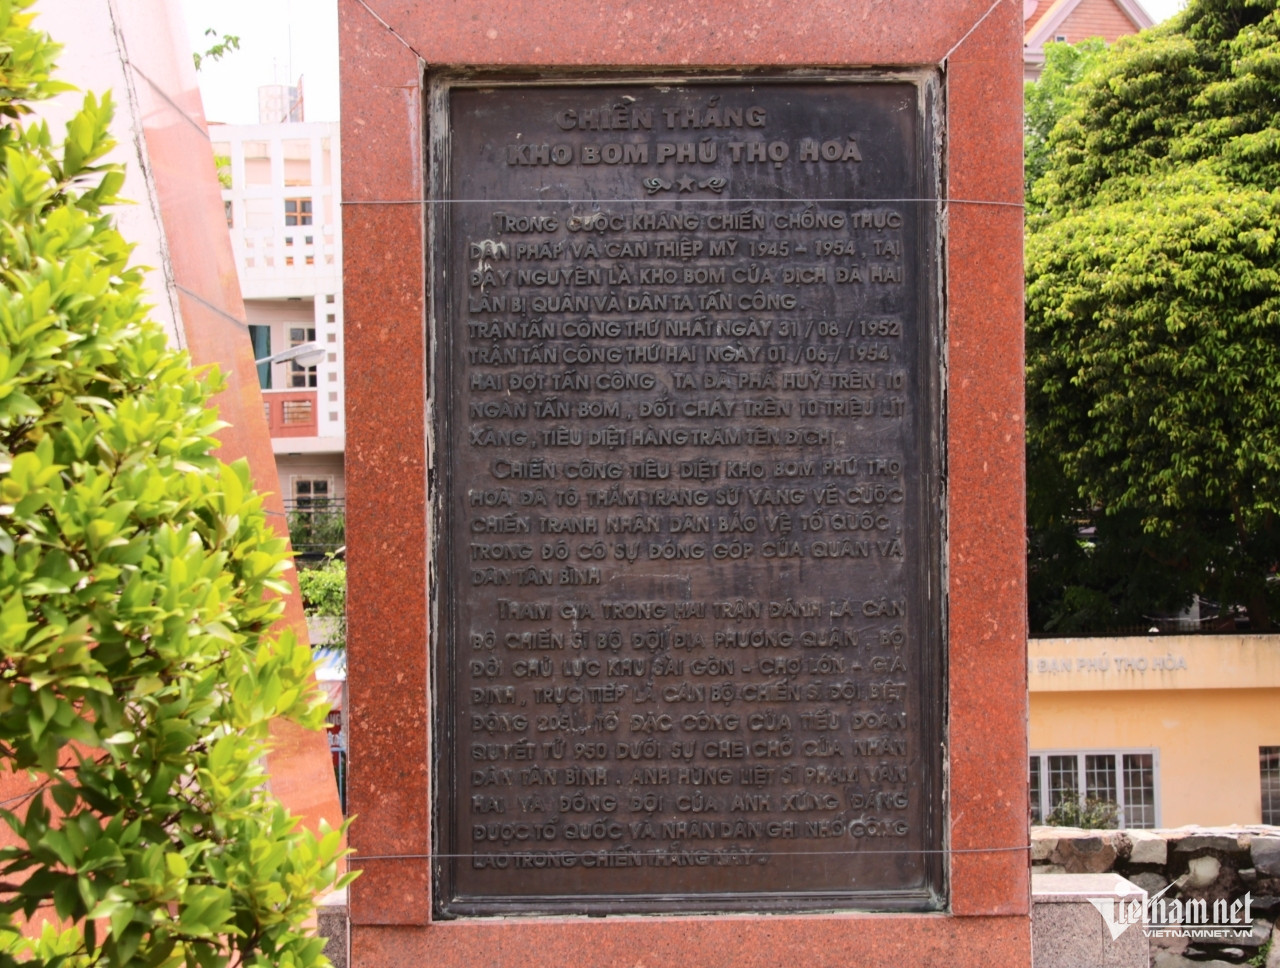 CHIẾN THẮNG
KHO BOM PHÚ THỌ HOÀ
TRONG CUỘC KHÁNG CHIẾN CHỐNG THỰC
DÂN PHÁP VÀ CAN THIỆP MỸ 1945 - 1954 TẠI
ĐÂY NGUYÊN LÀ KHO BOM CỦA ĐỊCH ĐÃ HAI
LẦN BỊ QUÂN VÀ DÂN TA TẤN CÔNG.
TRẬN TẤN CÔNG THỨ NHẤT NGÀY 31/08/1952
TRẬN TẤN CÔNG THỨ HAI NGÀY 01/06/1954
HAI ĐỢT TẤN CÔNG, TA ĐÃ PHÁ HUỶ TRÊN 10
NGÀN TẤN BOM, ĐỐT CHÁY TRÊN 10 TRIỆU LÍT
XĂNG, TIÊU DIỆT HÀNG TRĂM TÊN ĐỊCH.
CHIẾN CÔNG TIÊU DIỆT KHO BOM PHÚ THỌ
HOÀ ĐÃ TÔ THẮM TRANG SỬ VÀNG VỀ CUỘC
CHIẾN TRANH NHÂN DÂN BẢO VỆ TỔ QUỐC,
TRONG ĐÓ CÓ SỰ ĐÓNG GÓP CỦA QUÂN VÀ
DÂN TÂN BÌNH
THAM GIA TRONG HAI TRẬN ĐÁNH LÀ CÁN
BỘ CHIẾN SĨ BỘ ĐỘI ĐỊA PHƯƠNG QUÂN, BỘ
ĐỘI CHỦ LỰC KHU SÀI GÒN - CHỢ LỚN - GIA
ĐỊNH, TRỰC TIẾP LÀ CÁN BỘ CHIẾN SĨ ĐỘI BIỆT
ĐỘNG 205, TỔ ĐẶC CÔNG CỦA TIỂU ĐOÀN
QUYẾT TỬ 950 DƯỚI SỰ CHE CHỞ CỦA NHÂN
DÂN TÂN BÌNH. ANH HÙNG LIỆT SĨ PHẠM VĂN
HAI VÀ ĐỒNG ĐỘI CỦA ANH XỨNG ĐÁNG
ĐƯỢC TỔ QUỐC VÀ NHÂN DÂN GHI NHỚ CÔNG
LAO TRONG CHIẾN THẮNG NÀY.
ĐẠN PHÚ THỌ HÒA
Vietnamnet
VIETNAMNET.VN